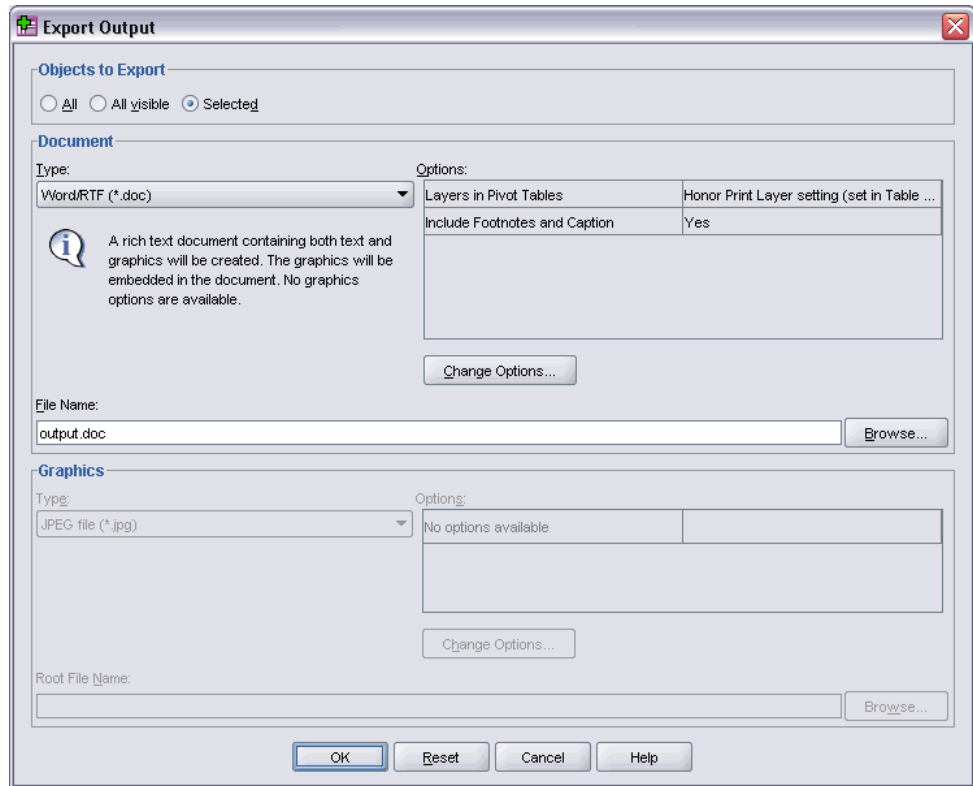 Export Output
Objects to Export
All All visible Selected
Document
Type:
Word/RTF (*.doc)
A rich text document containing both text and
graphics will be created. The graphics will be
embedded in the document. No graphics
options are available.
Options:
Layers in Pivot Tables Honor Print Layer setting (set in Table ...
Include Footnotes and Caption Yes
Change Options...
File Name:
output.doc Browse...
Graphics
Type:
JPEG file (*.jpg)
Options:
No options available
Change Options...
Root File Name:
Browse...
OK Reset Cancel Help